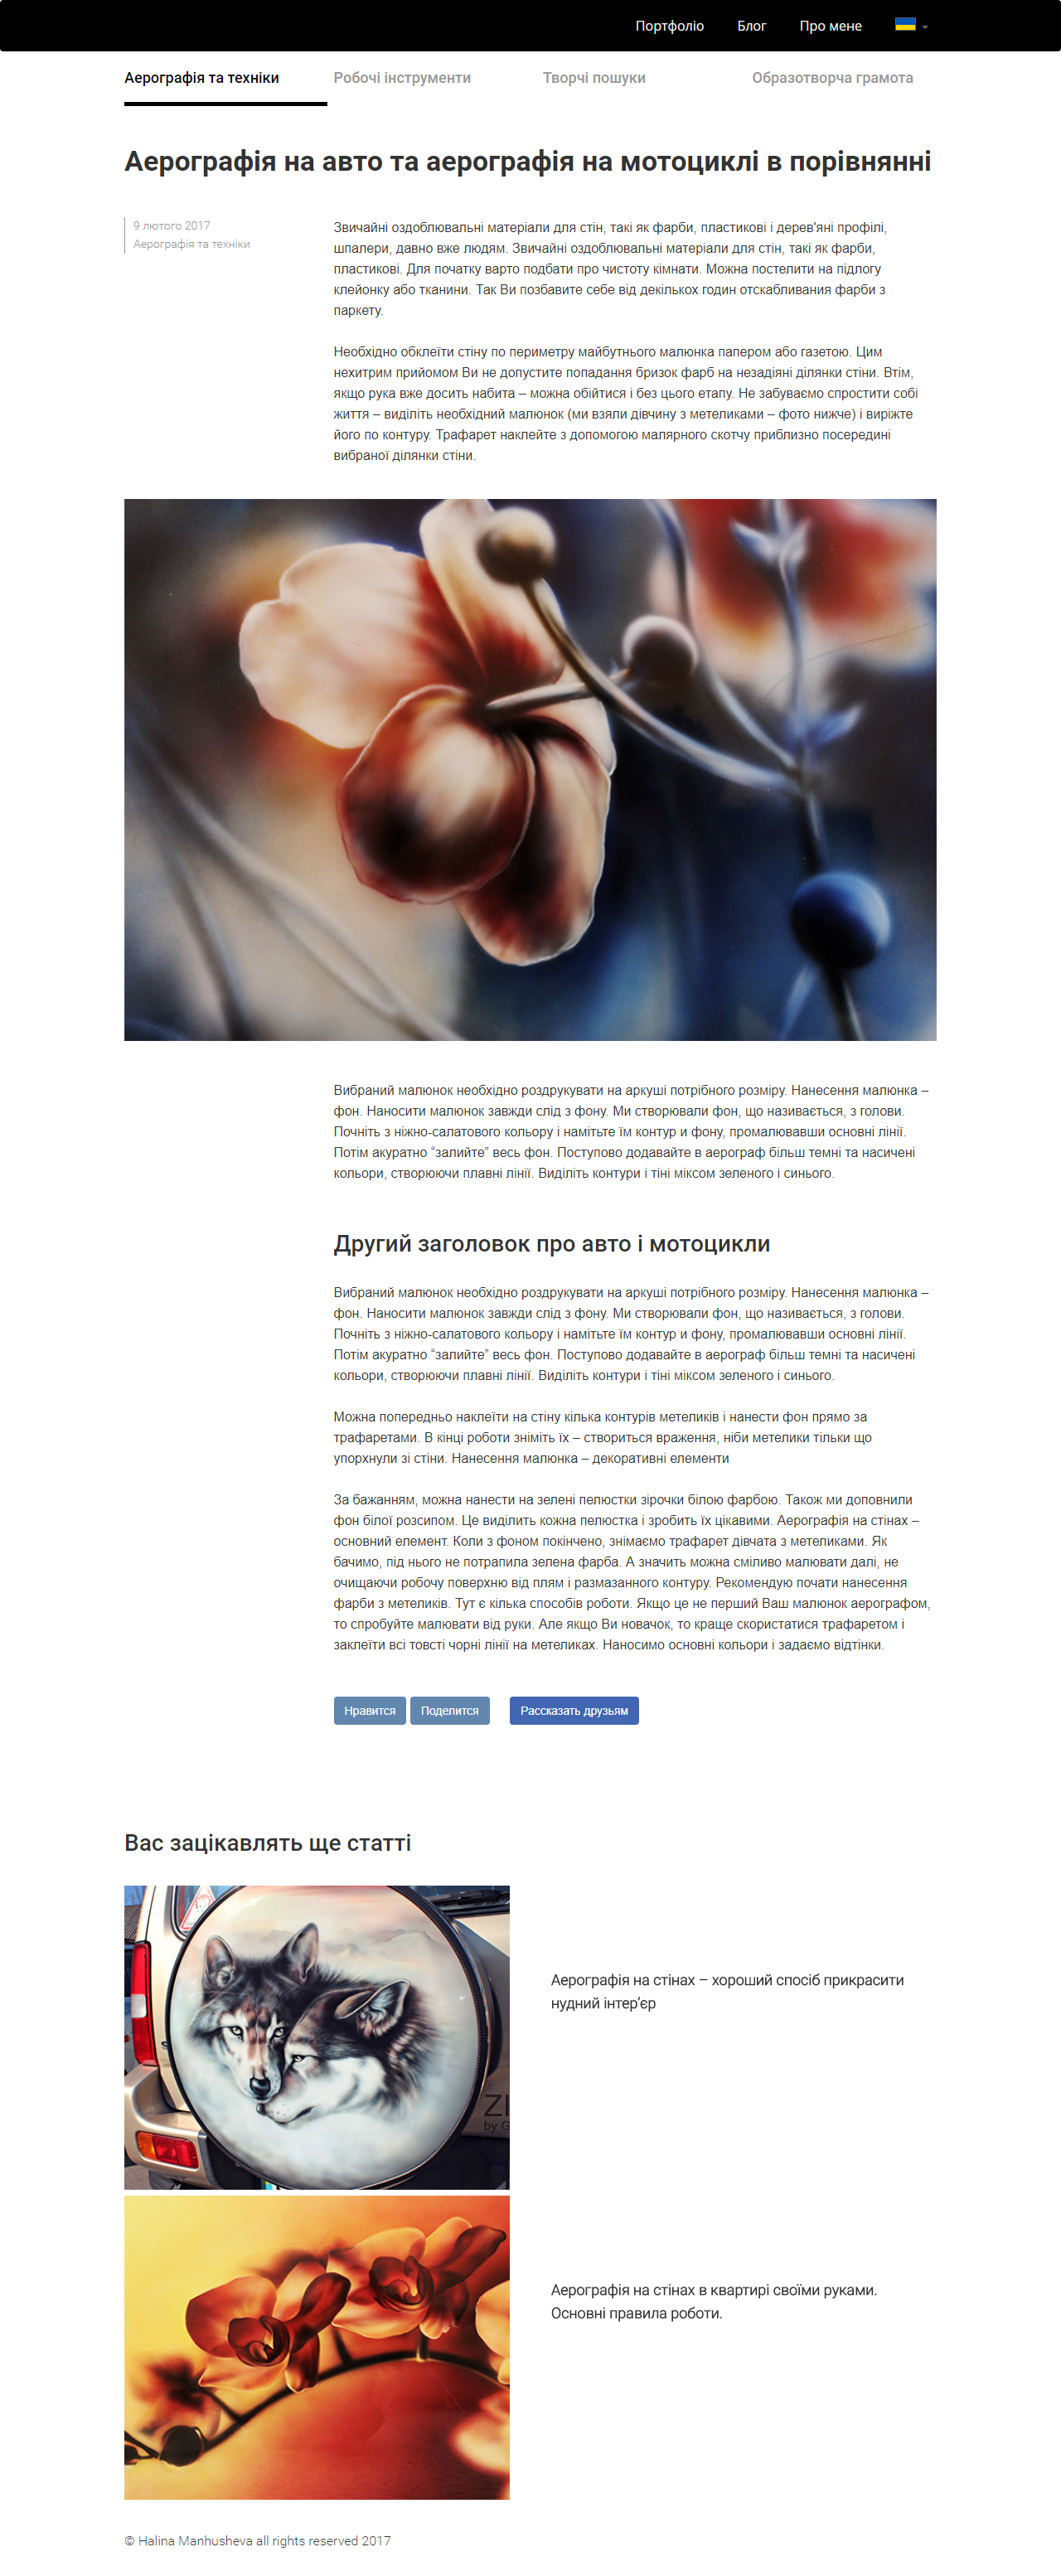 Портфоліо Блог Про мене
Аерографія та техніки Робочі інструменти Творчі пошуки Образотворча грамота
Аерографія на авто та аерографія на мотоциклі в порівнянні
9 лютого 2017
Аерографія та техніки
Звичайні оздоблювальні матеріали для стін, такі як фарби, пластикові і дерев'яні профілі,
шпалери, давно вже людям. Звичайні оздоблювальні матеріали для стін, такі як фарби,
пластикові. Для початку варто подбати про чистоту кімнати. Можна постелити на підлогу
клейонку або тканини. Так Ви позбавите себе від декількох годин отскабливания фарби з
паркету.
Необхідно обклеїти стіну по периметру майбутнього малюнка папером або газетою. Цим
нехитрим прийомом Ви не допустите попадання бризок фарб на незадіяні ділянки стіни. Втім,
якщо рука вже досить набита – можна обійтися і без цього етапу. Не забуваємо спростити собі
життя – виділіть необхідний малюнок (ми взяли дівчину з метеликами – фото нижче) і виріжте
його по контуру. Трафарет наклейте з допомогою малярного скотчу приблизно посередині
вибраної ділянки стіни.
Вибраний малюнок необхідно роздрукувати на аркуші потрібного розміру. Нанесення малюнка –
фон. Наносити малюнок завжди слід з фону. Ми створювали фон, що називається, з голови.
Почніть з ніжно-салатового кольору і намітьте їм контур и фону, промалювавши основні лінії.
Потім акуратно “залийте” весь фон. Поступово додавайте в аерограф більш темні та насичені
кольори, створюючи плавні лінії. Виділіть контури і тіні міксом зеленого і синього.
Другий заголовок про авто і мотоцикли
Вибраний малюнок необхідно роздрукувати на аркуші потрібного розміру. Нанесення малюнка –
фон. Наносити малюнок завжди слід з фону. Ми створювали фон, що називається, з голови.
Почніть з ніжно-салатового кольору і намітьте їм контур и фону, промалювавши основні лінії.
Потім акуратно “залийте” весь фон. Поступово додавайте в аерограф більш темні та насичені
кольори, створюючи плавні лінії. Виділіть контури і тіні міксом зеленого і синього.
Можна попередньо наклеїти на стіну кілька контурів метеликів і нанести фон прямо за
трафаретами. В кінці роботи зніміть їх – створиться враження, ніби метелики тільки що
упорхнули зі стіни. Нанесення малюнка – декоративні елементи
За бажанням, можна нанести на зелені пелюстки зірочки білою фарбою. Також ми доповнили
фон білої розсипом. Це виділить кожна пелюстка і зробить їх цікавими. Аерографія на стінах –
основний елемент. Коли з фоном покінчено, знімаємо трафарет дівчата з метеликами. Як
бачимо, під нього не потрапила зелена фарба. А значить можна сміливо малювати далі, не
очищаючи робочу поверхню від плям і размазанного контуру. Рекомендую почати нанесення
фарби з метеликів. Тут є кілька способів роботи. Якщо це не перший Ваш малюнок аерографом,
то спробуйте малювати від руки. Але якщо Ви новачок, то краще скористатися трафаретом і
заклеїти всі товсті чорні лінії на метеликах. Наносимо основні кольори і задаємо відтінки.
Нравится Поделится Рассказать друзьям
Вас зацікавлять ще статті
Аерографія на стінах – хороший спосіб прикрасити
нудний інтер’єр
by G
Аерографія на стінах в квартирі своїми руками.
Основні правила роботи.
© Halina Manhusheva all rights reserved 2017